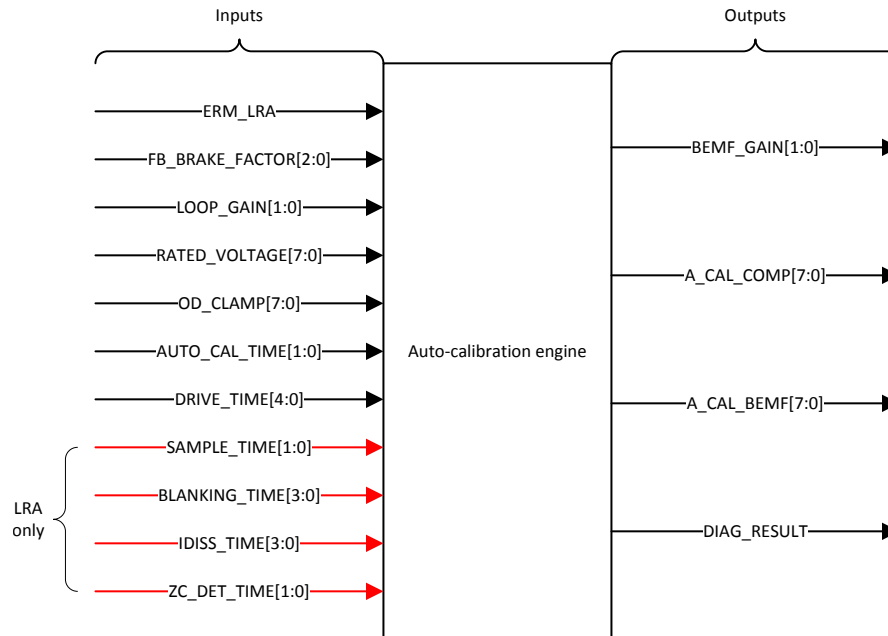 Inputs
Outputs
ERM_LRA
FB_BRAKE_FACTOR[2:0]
LOOP_GAIN[1:0]
RATED_VOLTAGE[7:0]
OD_CLAMP[7:0]
AUTO_CAL_TIME[1:0]
DRIVE_TIME[4:0]
SAMPLE_TIME[1:0]
BLANKING_TIME[3:0]
IDISS_TIME[3:0]
ZC_DET_TIME[1:0]
LRA
only
Auto-calibration engine
BEMF_GAIN[1:0]
A_CAL_COMP[7:0]
A_CAL_BEMF[7:0]
DIAG_RESULT